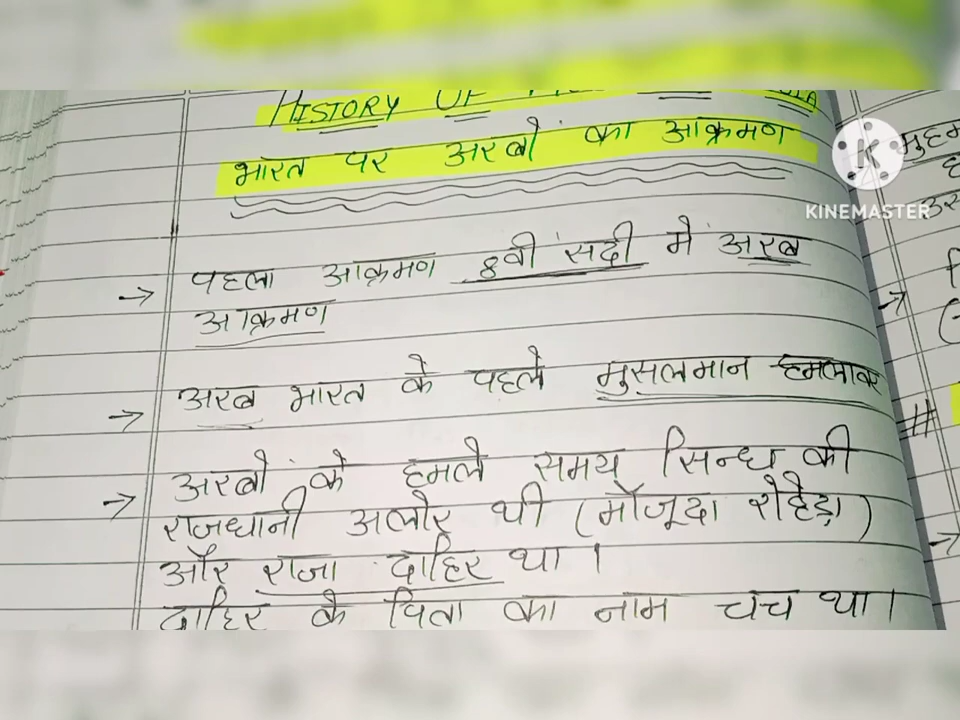 HISTORY OF
भारत पर अरबों का आक्रमण
K
KINEMASTER
→ पहला आक्रमण 8वीं सदी में अरब
आक्रमण
→ अरब भारत के पहले मुसलमान हमलावर
→ अरबों के हमले समय सिन्ध की
राजधानी अलोर थी (मौजूदा रोहैड़ा)
और राजा दाहिर था।
दाहिर के पिता का नाम चच था।
#